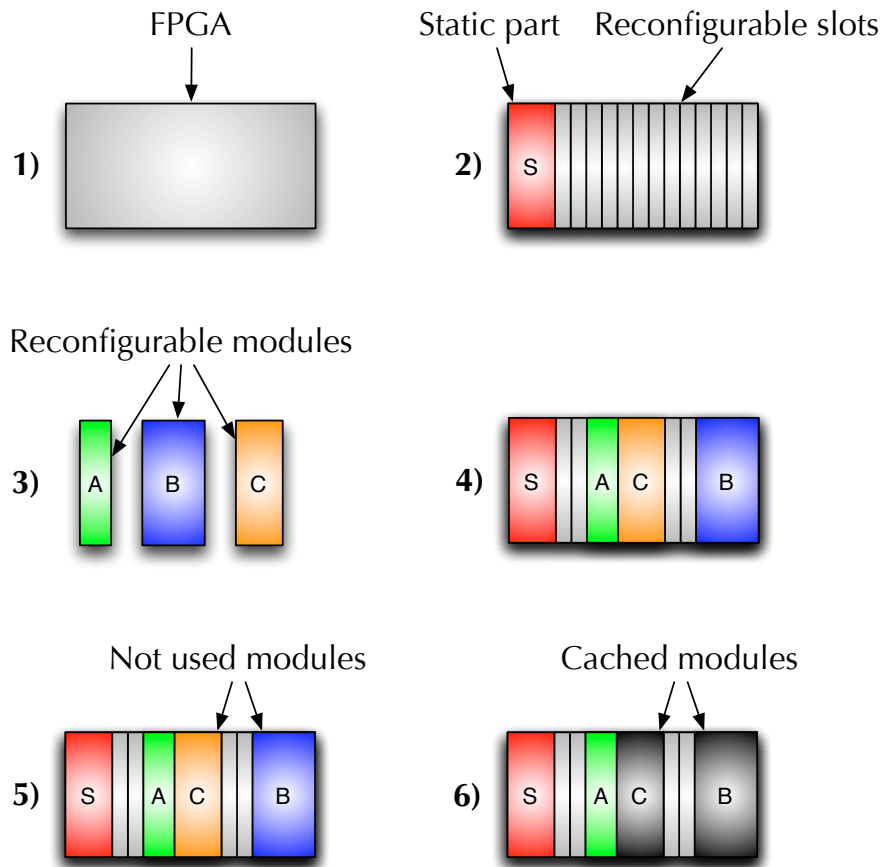 FPGA
Static part Reconfigurable slots
1)
2) S
Reconfigurable modules
3) A B C
4) S A C B
Not used modules
Cached modules
5) S A C B
6) S A C B